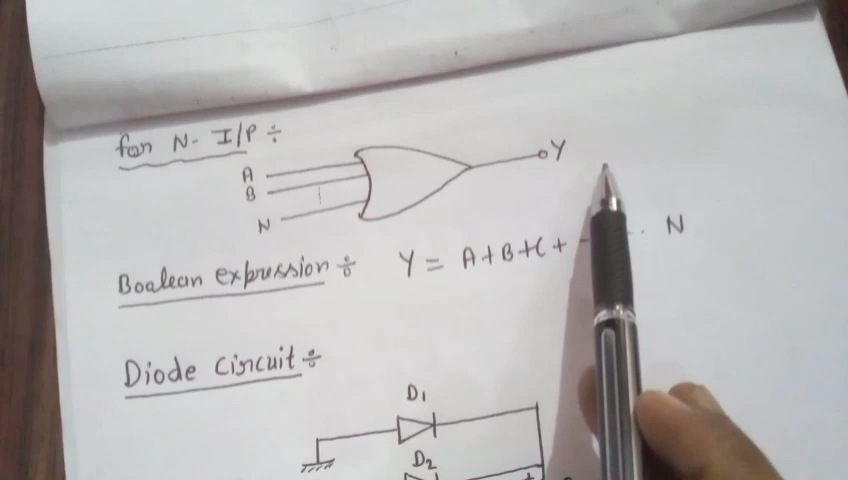 for N- I/P ÷
A
B
N
Y
Boolean expression ÷ Y = A+B+C+ - . . N
Diode Circuit ÷
D1
D2